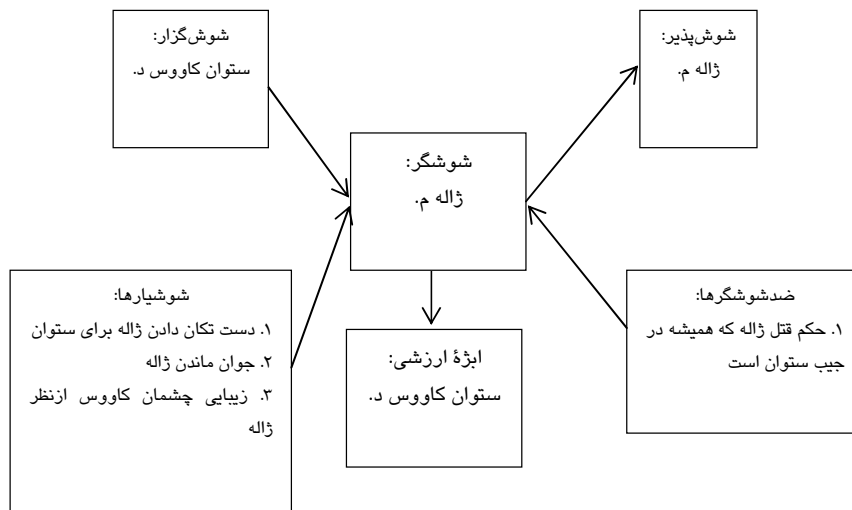 شوش‌پذیر:
ژاله م.
شوش‌گزار:
ستوان کاووس د.
شوشگر:
ژاله م.
ضدشوشگرها:
۱. حکم قتل ژاله که همیشه در
جیب ستوان است
شوشیارها:
۱. دست تکان دادن ژاله برای ستوان
۲. جوان ماندن ژاله
۳. زیبایی چشمان کاووس ازنظر
ژاله
ابژۀ ارزشی:
ستوان کاووس د.